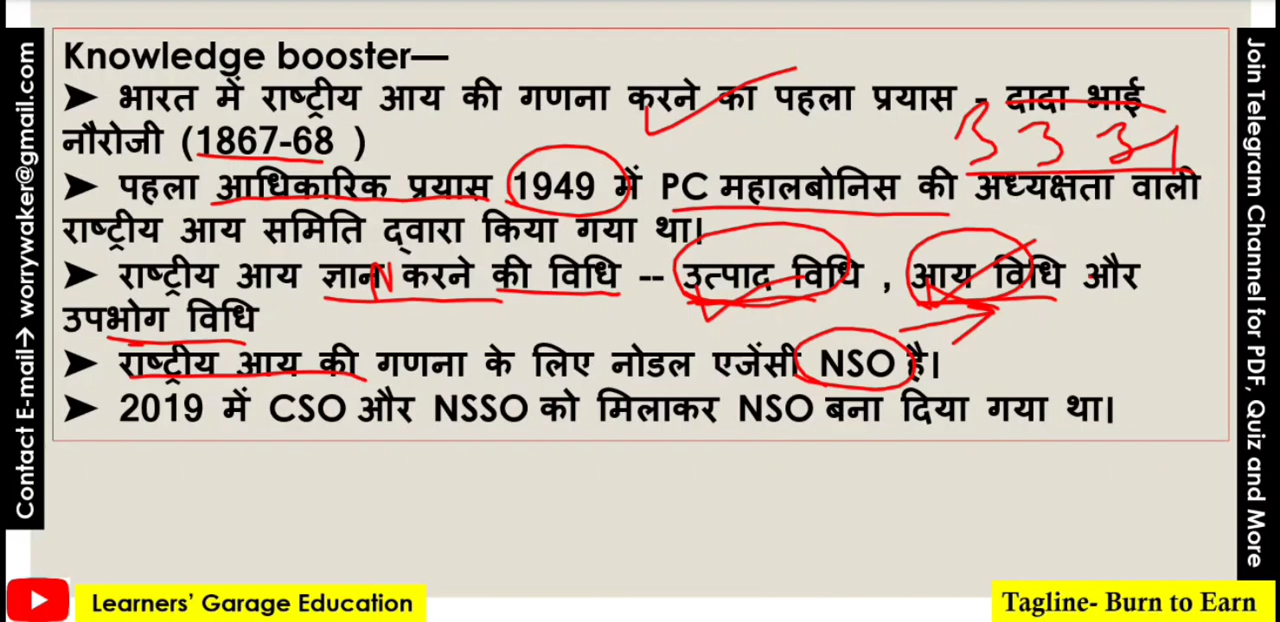 Knowledge booster—
➤ भारत में राष्ट्रीय आय की गणना करने का पहला प्रयास - दादा भाई
नौरोजी (1867-68 )
➤ पहला आधिकारिक प्रयास 1949 में PC महालबोनिस की अध्यक्षता वाली
राष्ट्रीय आय समिति द्वारा किया गया था।
➤ राष्ट्रीय आय ज्ञान करने की विधि -- उत्पाद विधि , आय विधि और
उपभोग विधि
➤ राष्ट्रीय आय की गणना के लिए नोडल एजेंसी NSO है।
➤ 2019 में CSO और NSSO को मिलाकर NSO बना दिया गया था।
Contact E-mail→ worrywaker@gmail.com
Join Telegram Channel for PDF, Quiz and More
Learners’ Garage Education
Tagline- Burn to Earn